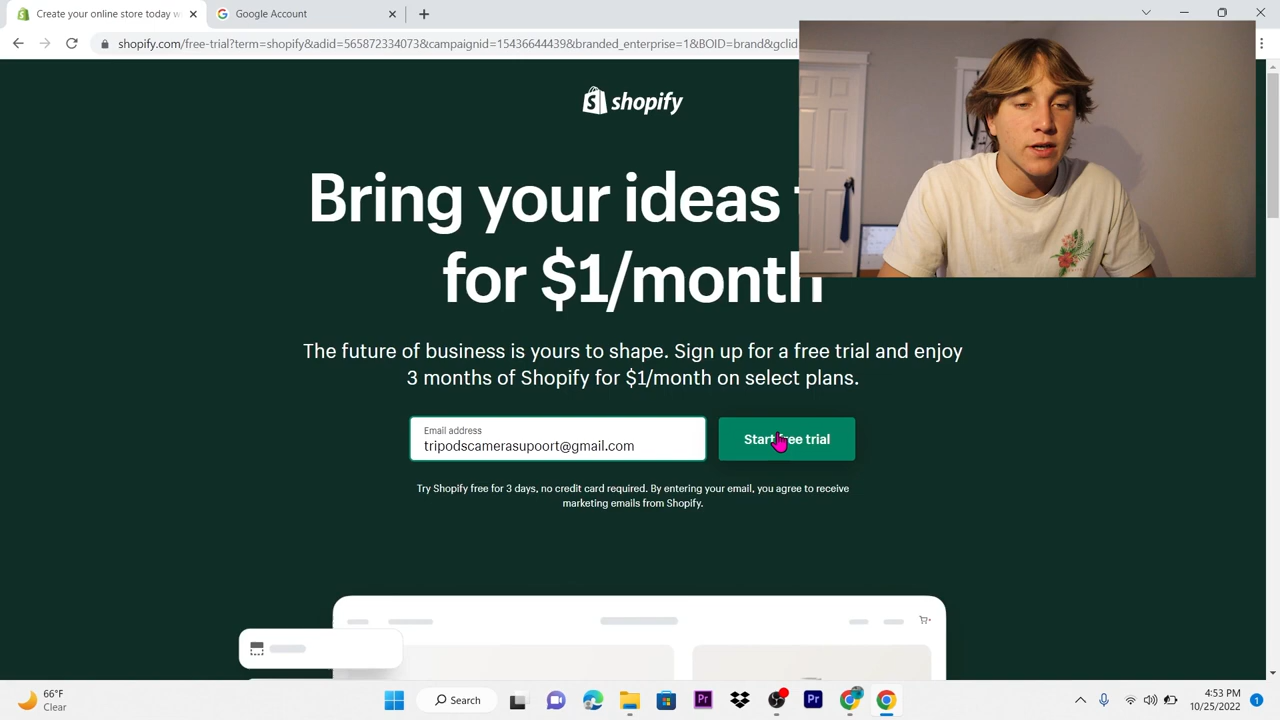 Create your online store today w
Google Account
shopify.com/free-trial?term=shopify&adid=565872334073&campaignid=15436644439&branded_enterprise=1&BOID=brand&gclid
shopify
Bring your ideas
for $1/month
The future of business is yours to shape. Sign up for a free trial and enjoy
3 months of Shopify for $1/month on select plans.
Email address
tripodscamerasupoort@gmail.com
Start free trial
Try Shopify free for 3 days, no credit card required. By entering your email, you agree to receive
marketing emails from Shopify.
66°F
Clear
Search
Pr
Pr
4:53 PM
10/25/2022
1